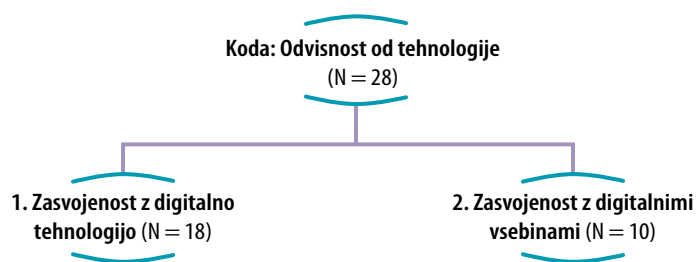 Koda: Odvisnost od tehnologije
(N = 28)
1. Zasvojenost z digitalno
tehnologijo (N = 18)
2. Zasvojenost z digitalnimi
vsebinami (N = 10)